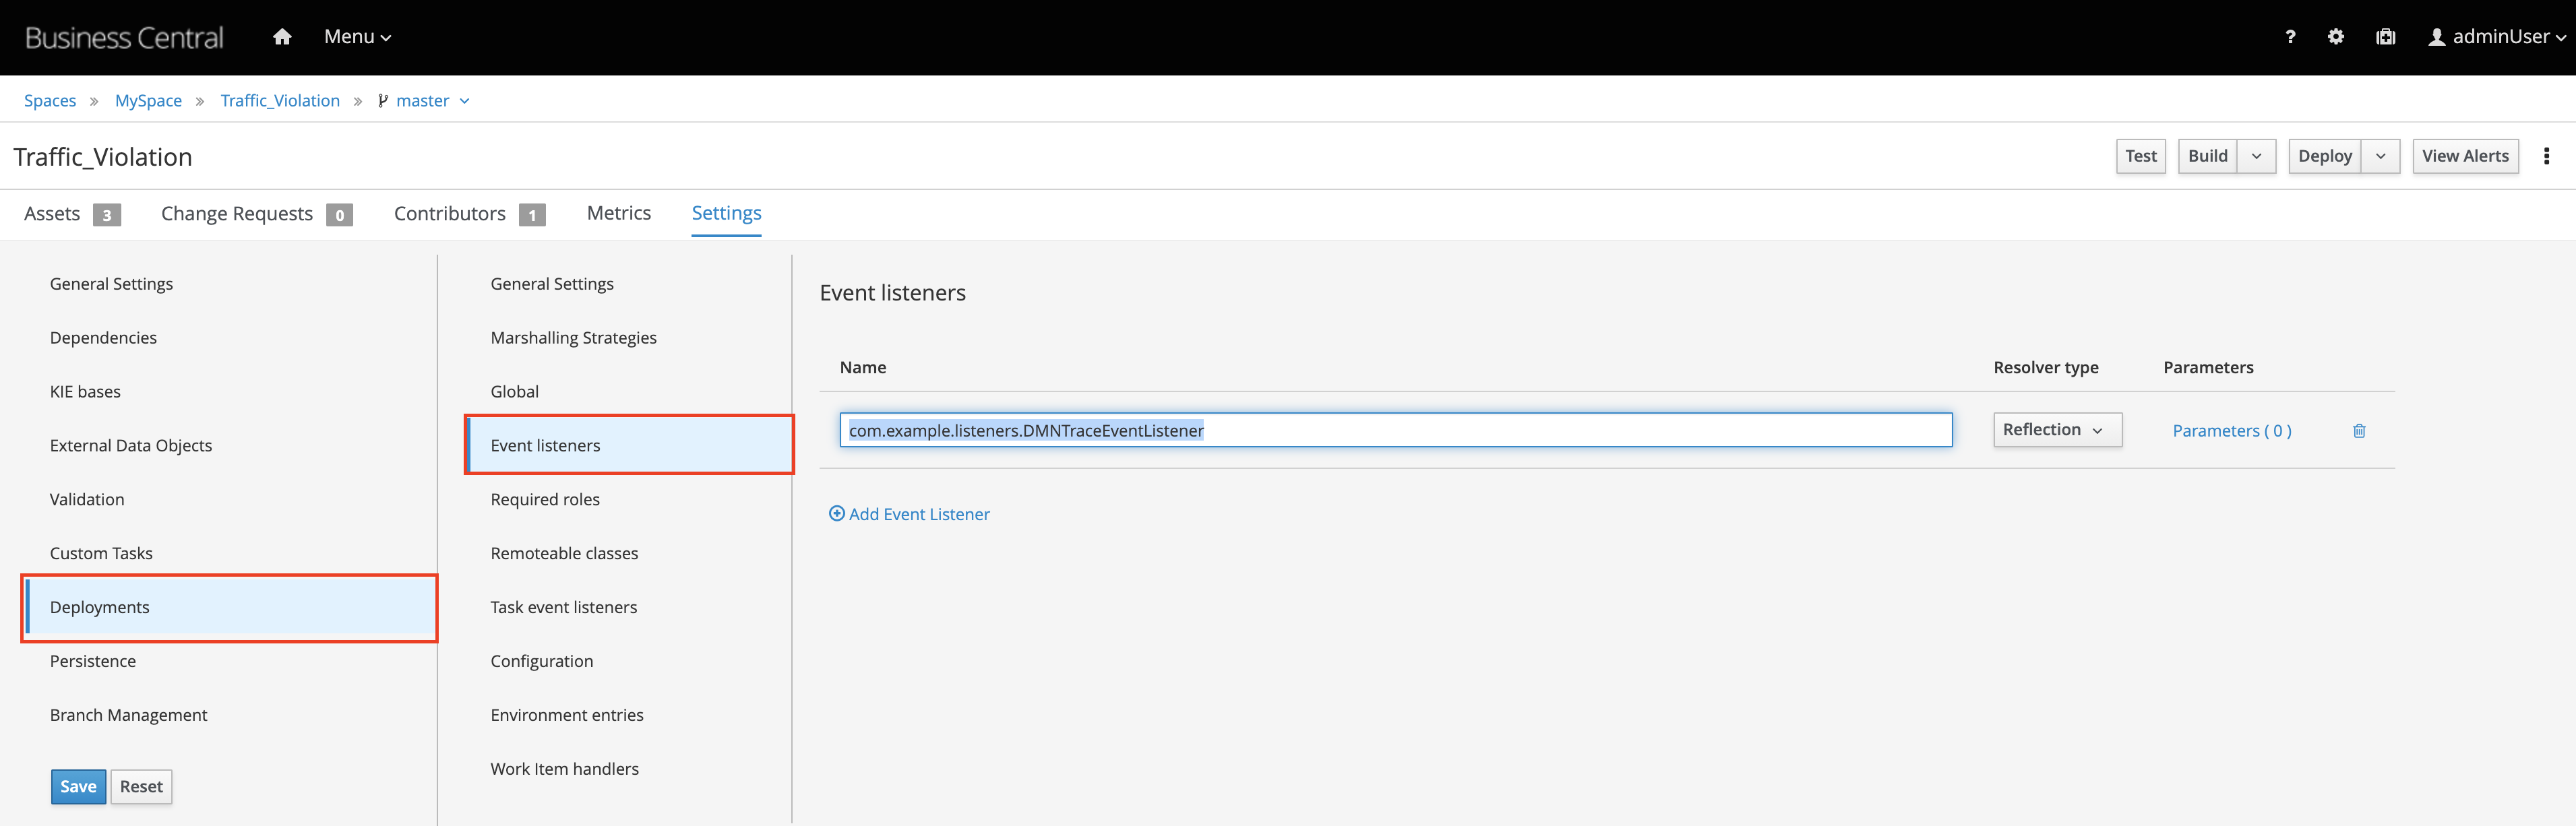 Business Central Menu ? adminUser
Spaces » MySpace » Traffic_Violation » master
Traffic_Violation Test Build Deploy View Alerts
Assets 3 Change Requests 0 Contributors 1 Metrics Settings
General Settings
Dependencies
KIE bases
External Data Objects
Validation
Custom Tasks
Deployments
Persistence
Branch Management
Save Reset
General Settings
Marshalling Strategies
Global
Event listeners
Required roles
Remoteable classes
Task event listeners
Configuration
Environment entries
Work Item handlers
Event listeners
Name Resolver type Parameters
com.example.listeners.DMNTraceEventListener Reflection Parameters ( 0 )
Add Event Listener